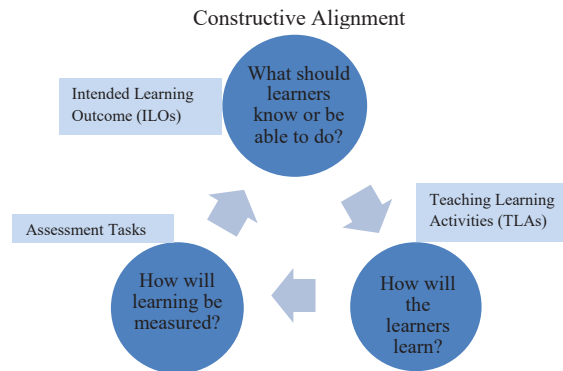 Constructive Alignment
What should
learners
know or be
able to do?
Intended Learning
Outcome (ILOs)
Teaching Learning
Activities (TLAs)
Assessment Tasks
How will
learning be
measured?
How will
the
learners
learn?